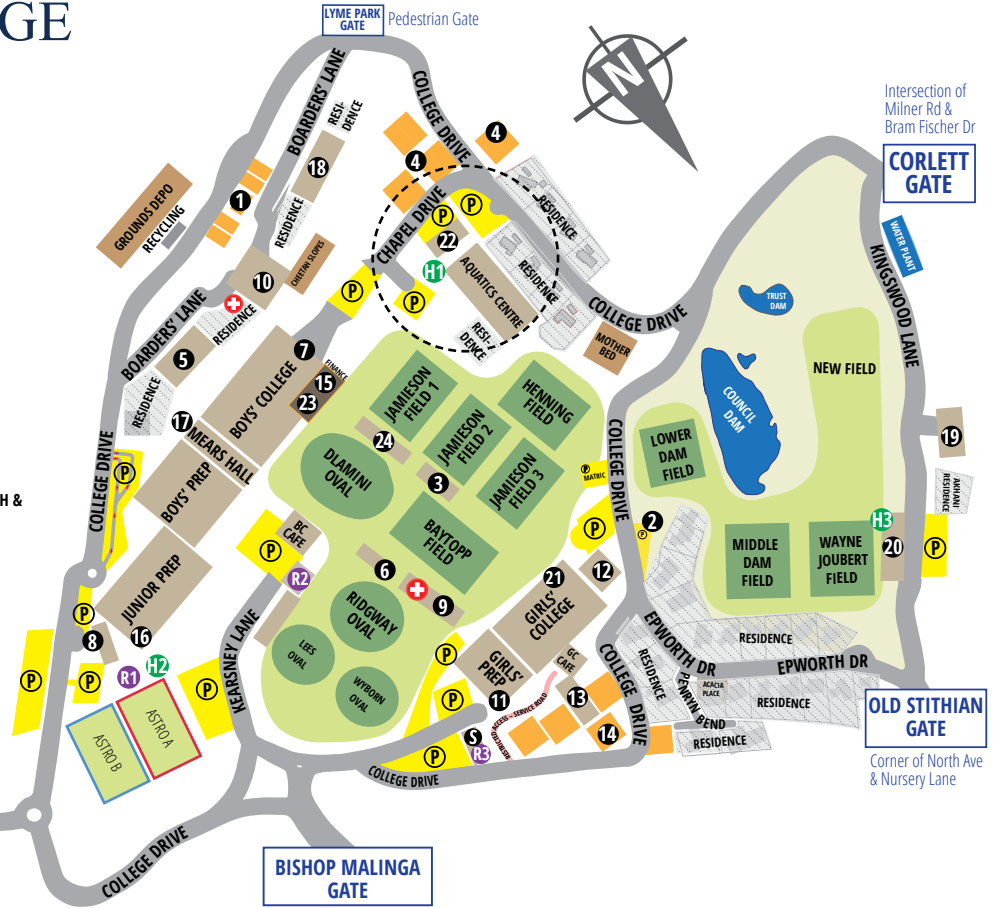 GE
LYME PARK
GATE
Pedestrian Gate
N
Intersection of
Milner Rd &
Bram Fischer Dr
CORLETT
GATE
BOARDERS' LANE
RESI-
DENCE
COLLEGE DRIVE
4
4
18
1
GROUNDS DEPO
RECYCLING
RESIDENCE
CHEETAH SLOPES
10
CHAPEL DRIVE
P
P
22
H1
P
P
RESIDENCE
RESIDENCE
AQUATICS CENTRE
RESI-
DENCE
COLLEGE DRIVE
MOTHER
BED
WATER PLANT
KINGSWOOD LANE
TRUST
DAM
COUNCIL
DAM
NEW FIELD
BOARDERS' LANE
RESIDENCE
5
RESIDENCE
7
BOYS' COLLEGE
FINANCE
15
23
17
MEARS HALL
BOYS' PREP
COLLEGE DRIVE
P
H &
JAMIESON
FIELD 1
HENNING
FIELD
JAMIESON
FIELD 2
JAMIESON
FIELD 3
24
3
DLAMINI
OVAL
BAYTOPP
FIELD
P
MATRIC
COLLEGE DRIVE
LOWER
DAM
FIELD
19
AKHANI
RESIDENCE
H3
20
P
MIDDLE
DAM
FIELD
WAYNE
JOUBERT
FIELD
P
2
P
12
BC
CAFE
P
R2
JUNIOR PREP
P
8
16
P
P
R1
H2
P
ASTRO A
ASTRO B
KEARSNEY LANE
6
9
RIDGWAY
OVAL
LEES
OVAL
WYBORN
OVAL
21
GIRLS'
COLLEGE
GIRLS'
PREP
GC
CAFE
P
P
P
11
S
R3
RESTRICTED ACCESS - SERVICE ROAD
13
14
COLLEGE DRIVE
COLLEGE DRIVE
EPWORTH DR
RESIDENCE
EPWORTH DR
RESIDENCE
PENRYN BEND
ACACIA
PLACE
RESIDENCE
RESIDENCE
OLD STITHIAN
GATE
Corner of North Ave
& Nursery Lane
COLLEGE DRIVE
BISHOP MALINGA
GATE